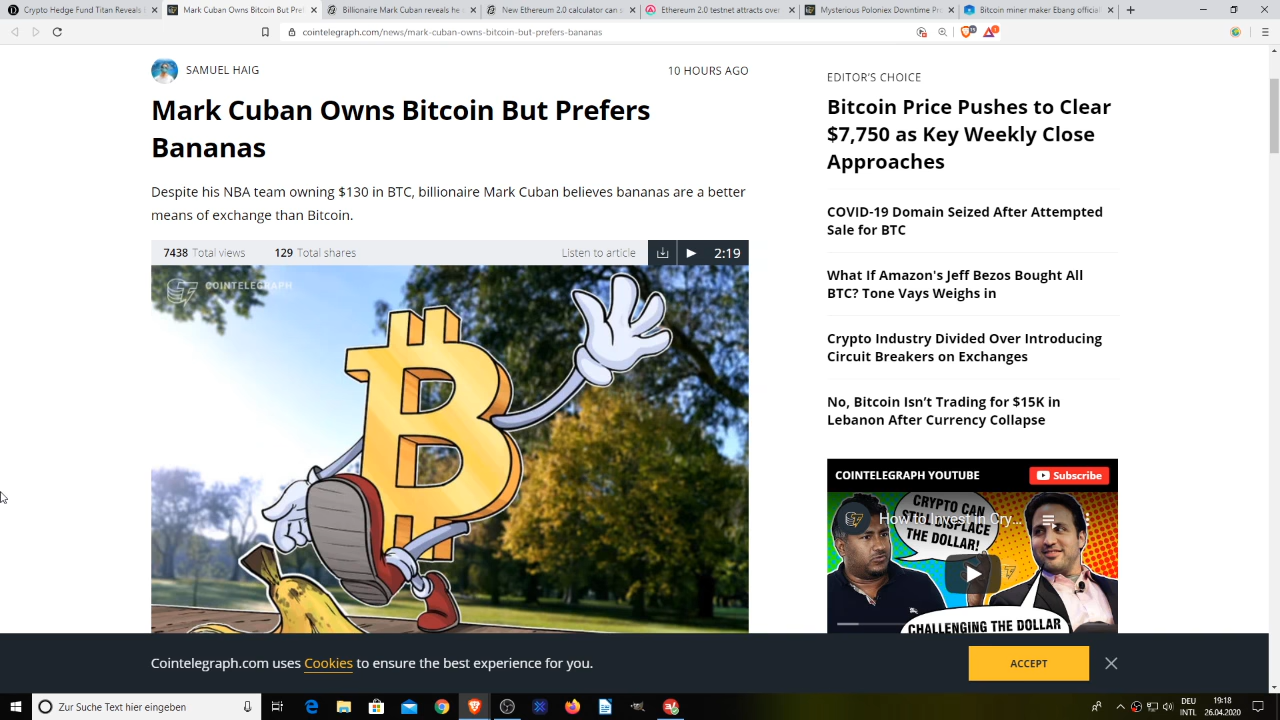 Crypto Hedge Fund Titan Reveals
Mark Cuban Owns Bitcoin But Pref
Billionaire Mark Cuban reveals he
New Ethereum 2.0 calculator can s
Ethereum 2.0 testnet attracts over
Mysterious Powertime
Bitcoin miner Ebang official
cointelegraph.com/news/mark-cuban-owns-bitcoin-but-prefers-bananas
SAMUEL HAIG
10 HOURS AGO
Mark Cuban Owns Bitcoin But Prefers
Bananas
Despite his NBA team owning $130 in BTC, billionaire Mark Cuban believes bananas are a better
means of exchange than Bitcoin.
7438 Total views
129 Total shares
Listen to article
2:19
COINTELEGRAPH
EDITOR'S CHOICE
Bitcoin Price Pushes to Clear
$7,750 as Key Weekly Close
Approaches
COVID-19 Domain Seized After Attempted
Sale for BTC
What If Amazon's Jeff Bezos Bought All
BTC? Tone Vays Weighs in
Crypto Industry Divided Over Introducing
Circuit Breakers on Exchanges
No, Bitcoin Isn't Trading for $15K in
Lebanon After Currency Collapse
COINTELEGRAPH YOUTUBE
Subscribe
How to Invest in Cry...
CRYPTO CAN
STILL DISPLACE
THE DOLLAR!
CHALLENGING THE DOLLAR
Cointelegraph.com uses Cookies to ensure the best experience for you.
ACCEPT
Zur Suche Text hier eingeben
DEU
INTL
19:18
26.04.2020